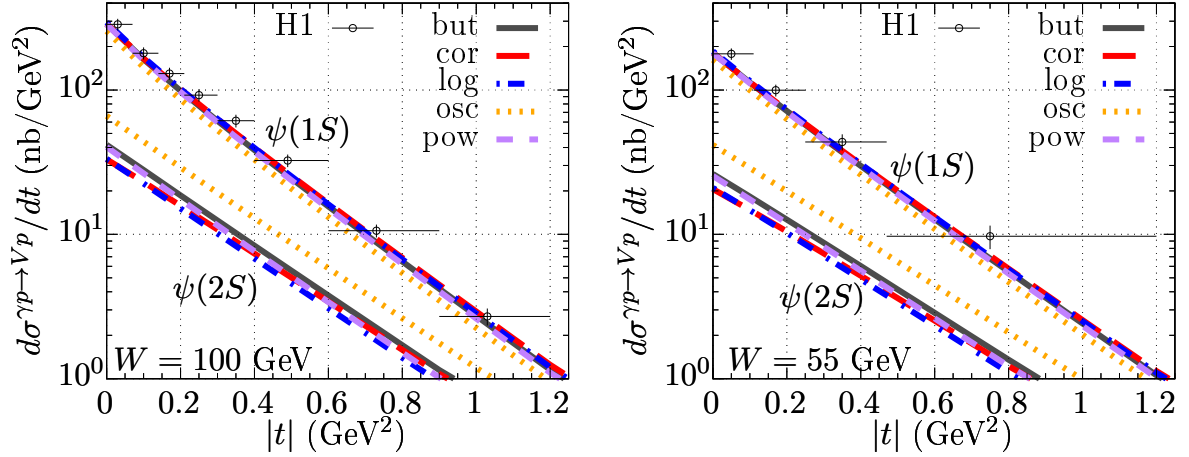 H1
but
cor
log
osc
pow
ψ(1S)
ψ(2S)
W = 100 GeV
dσ^{γp→Vp}/dt (nb/GeV²)
10²
10¹
10⁰
0 0.2 0.4 0.6 0.8 1 1.2
|t| (GeV²)
H1
but
cor
log
osc
pow
ψ(1S)
ψ(2S)
W = 55 GeV
dσ^{γp→Vp}/dt (nb/GeV²)
10²
10¹
10⁰
0 0.2 0.4 0.6 0.8 1 1.2
|t| (GeV²)